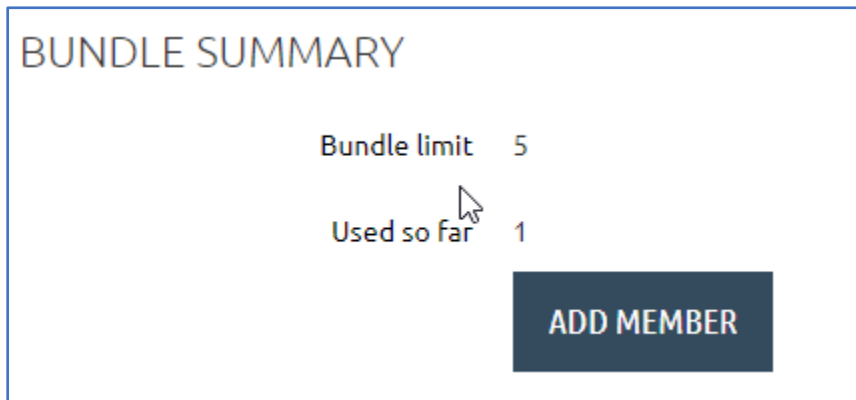 BUNDLE SUMMARY
Bundle limit 5
Used so far 1
ADD MEMBER